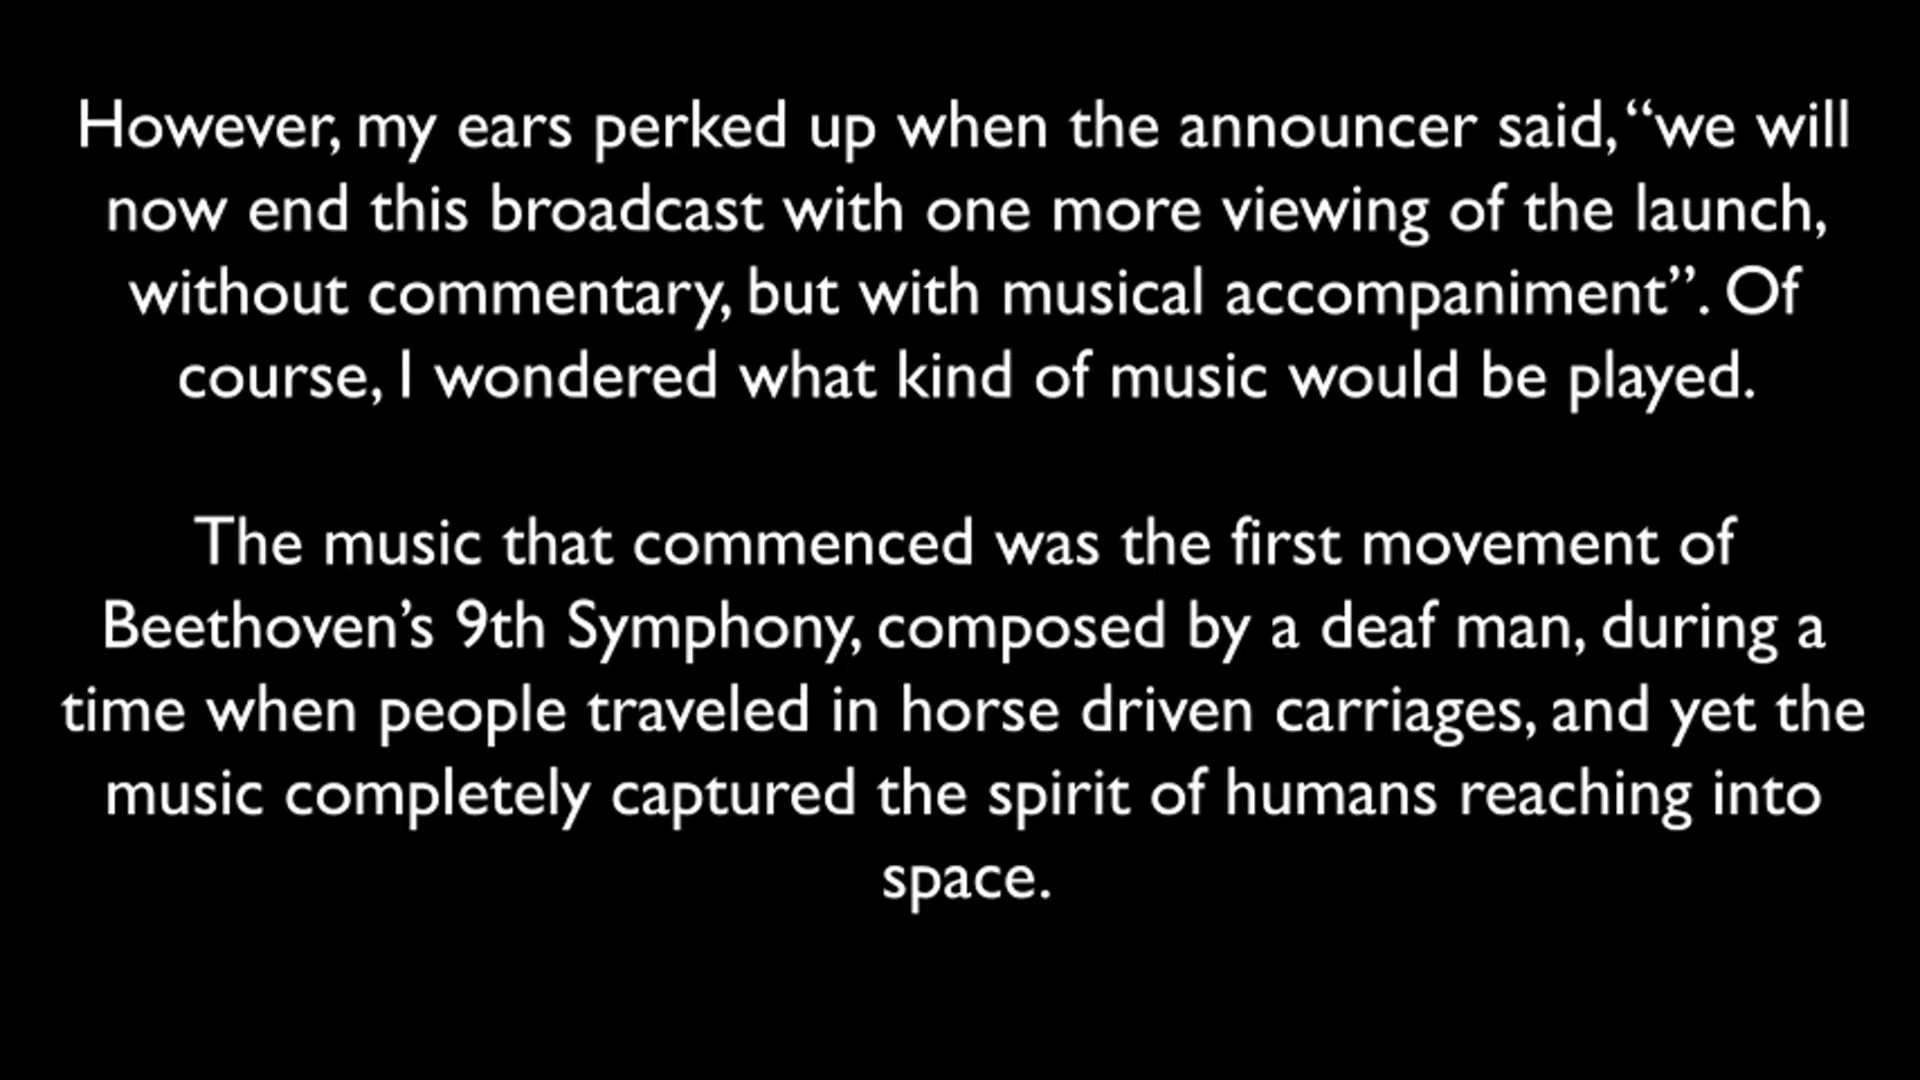 However, my ears perked up when the announcer said, “we will
now end this broadcast with one more viewing of the launch,
without commentary, but with musical accompaniment”. Of
course, I wondered what kind of music would be played.
The music that commenced was the first movement of
Beethoven’s 9th Symphony, composed by a deaf man, during a
time when people traveled in horse driven carriages, and yet the
music completely captured the spirit of humans reaching into
space.